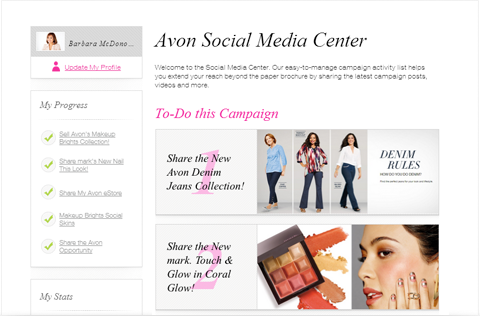 Barbara McDono...
Update My Profile
My Progress
Sell Avon's Makeup
Brights Collection!
Share mark's New Nail
This Look!
Share My Avon eStore
Makeup Brights Social
Skins
Share the Avon
Opportunity
My Stats
Avon Social Media Center
Welcome to the Social Media Center. Our easy-to-manage campaign activity list helps
you extend your reach beyond the paper brochure by sharing the latest campaign posts,
videos and more.
To-Do this Campaign
1
Share the New
Avon Denim
Jeans Collection!
DENIM
RULES
HOW DO YOU DENIM?
2
Share the New
mark. Touch &
Glow in Coral
Glow!